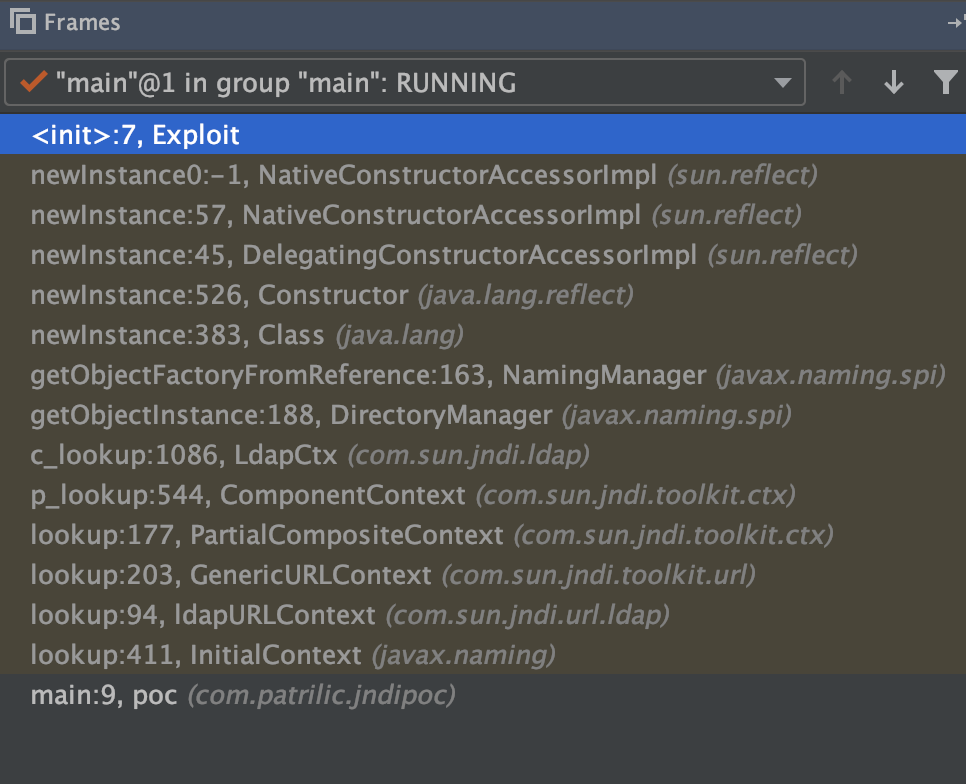 Frames
"main"@1 in group "main": RUNNING
<init>:7, Exploit
newInstance0:-1, NativeConstructorAccessorImpl (sun.reflect)
newInstance:57, NativeConstructorAccessorImpl (sun.reflect)
newInstance:45, DelegatingConstructorAccessorImpl (sun.reflect)
newInstance:526, Constructor (java.lang.reflect)
newInstance:383, Class (java.lang)
getObjectFactoryFromReference:163, NamingManager (javax.naming.spi)
getObjectInstance:188, DirectoryManager (javax.naming.spi)
c_lookup:1086, LdapCtx (com.sun.jndi.ldap)
p_lookup:544, ComponentContext (com.sun.jndi.toolkit.ctx)
lookup:177, PartialCompositeContext (com.sun.jndi.toolkit.ctx)
lookup:203, GenericURLContext (com.sun.jndi.toolkit.url)
lookup:94, ldapURLContext (com.sun.jndi.url.ldap)
lookup:411, InitialContext (javax.naming)
main:9, poc (com.patrilic.jndipoc)